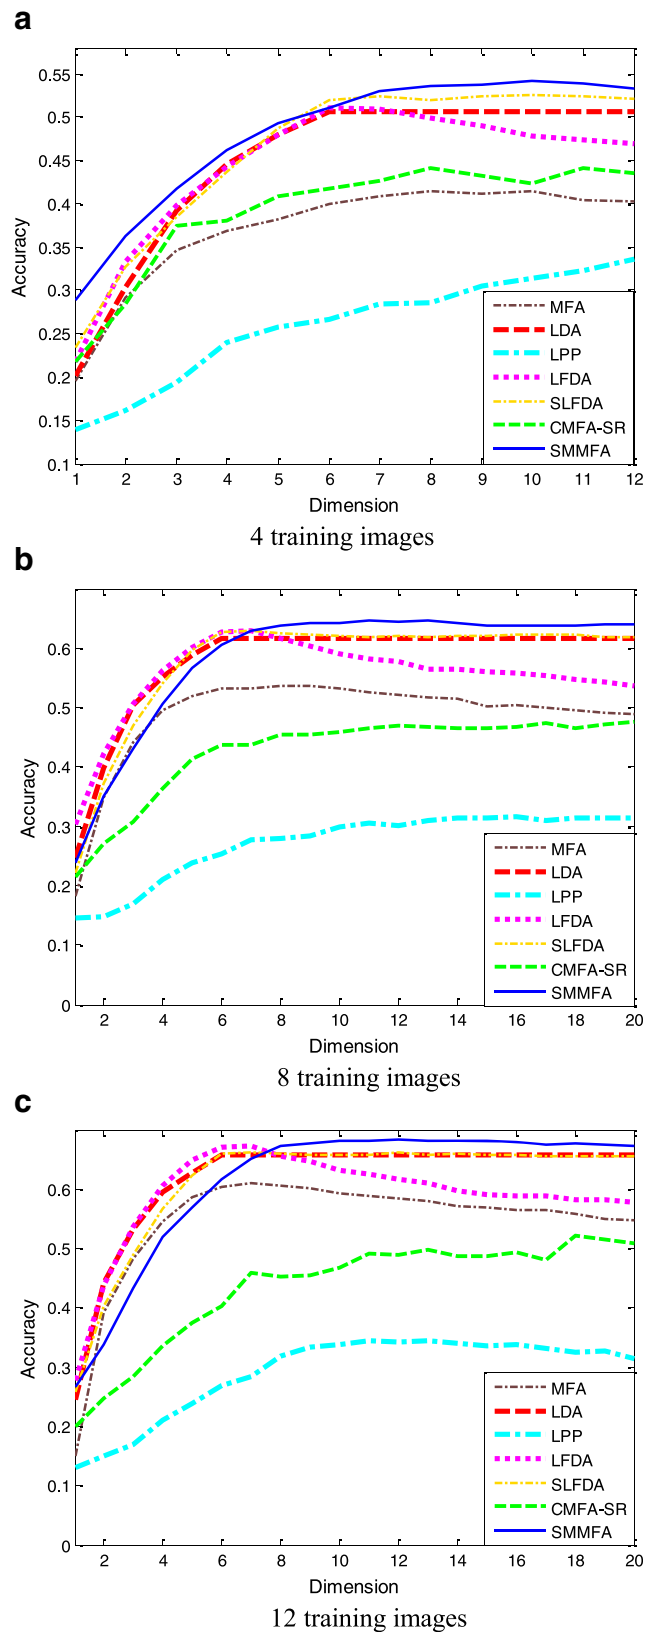 a
0.55
0.5
0.45
0.4
0.35
0.3
0.25
0.2
0.15
0.1
Accuracy
MFA
LDA
LPP
LFDA
SLFDA
CMFA-SR
SMMFA
1 2 3 4 5 6 7 8 9 10 11 12
Dimension
4 training images
b
0.6
0.5
0.4
0.3
0.2
0.1
0
Accuracy
MFA
LDA
LPP
LFDA
SLFDA
CMFA-SR
SMMFA
2 4 6 8 10 12 14 16 18 20
Dimension
8 training images
c
0.6
0.5
0.4
0.3
0.2
0.1
0
Accuracy
MFA
LDA
LPP
LFDA
SLFDA
CMFA-SR
SMMFA
2 4 6 8 10 12 14 16 18 20
Dimension
12 training images